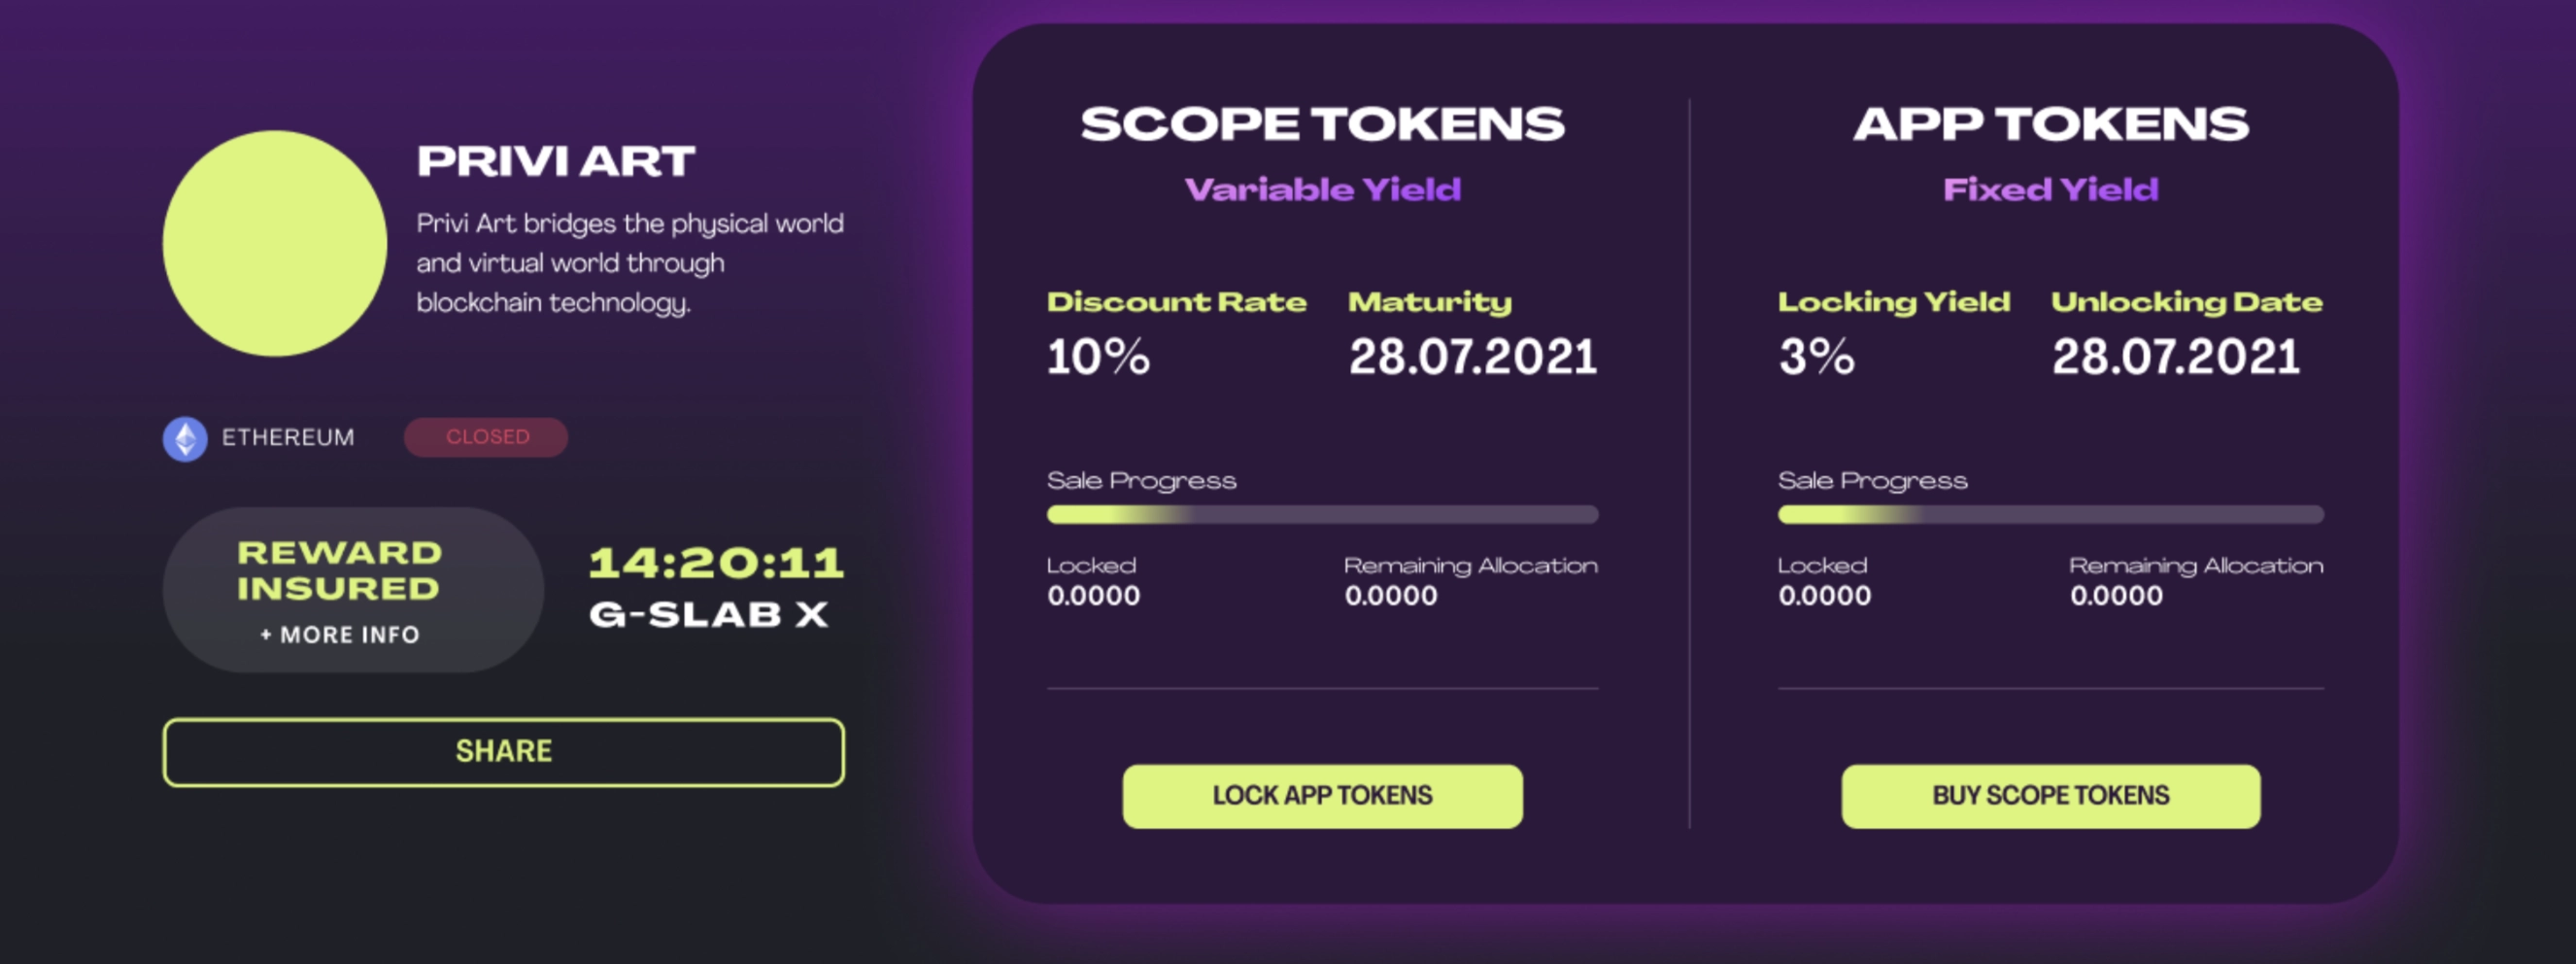 PRIVI ART
Privi Art bridges the physical world
and virtual world through
blockchain technology.
ETHEREUM
CLOSED
REWARD
INSURED
+ MORE INFO
14:20:11
G-SLAB X
SHARE
SCOPE TOKENS
Variable Yield
Discount Rate
10%
Maturity
28.07.2021
Sale Progress
Locked
0.0000
Remaining Allocation
0.0000
LOCK APP TOKENS
APP TOKENS
Fixed Yield
Locking Yield
3%
Unlocking Date
28.07.2021
Sale Progress
Locked
0.0000
Remaining Allocation
0.0000
BUY SCOPE TOKENS